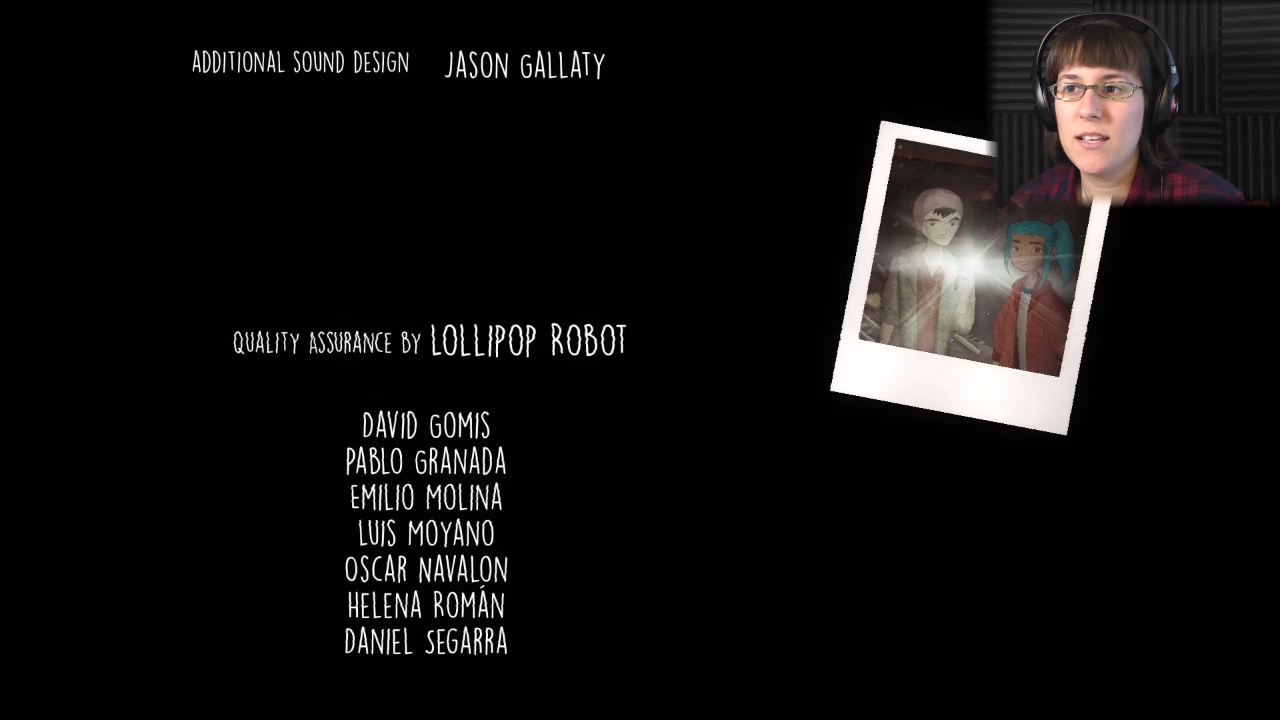 ADDITIONAL SOUND DESIGN JASON GALLATY
QUALITY ASSURANCE BY LOLLIPOP ROBOT
DAVID GOMIS
PABLO GRANADA
EMILIO MOLINA
LUIS MOYANO
OSCAR NAVALON
HELENA ROMÁN
DANIEL SEGARRA